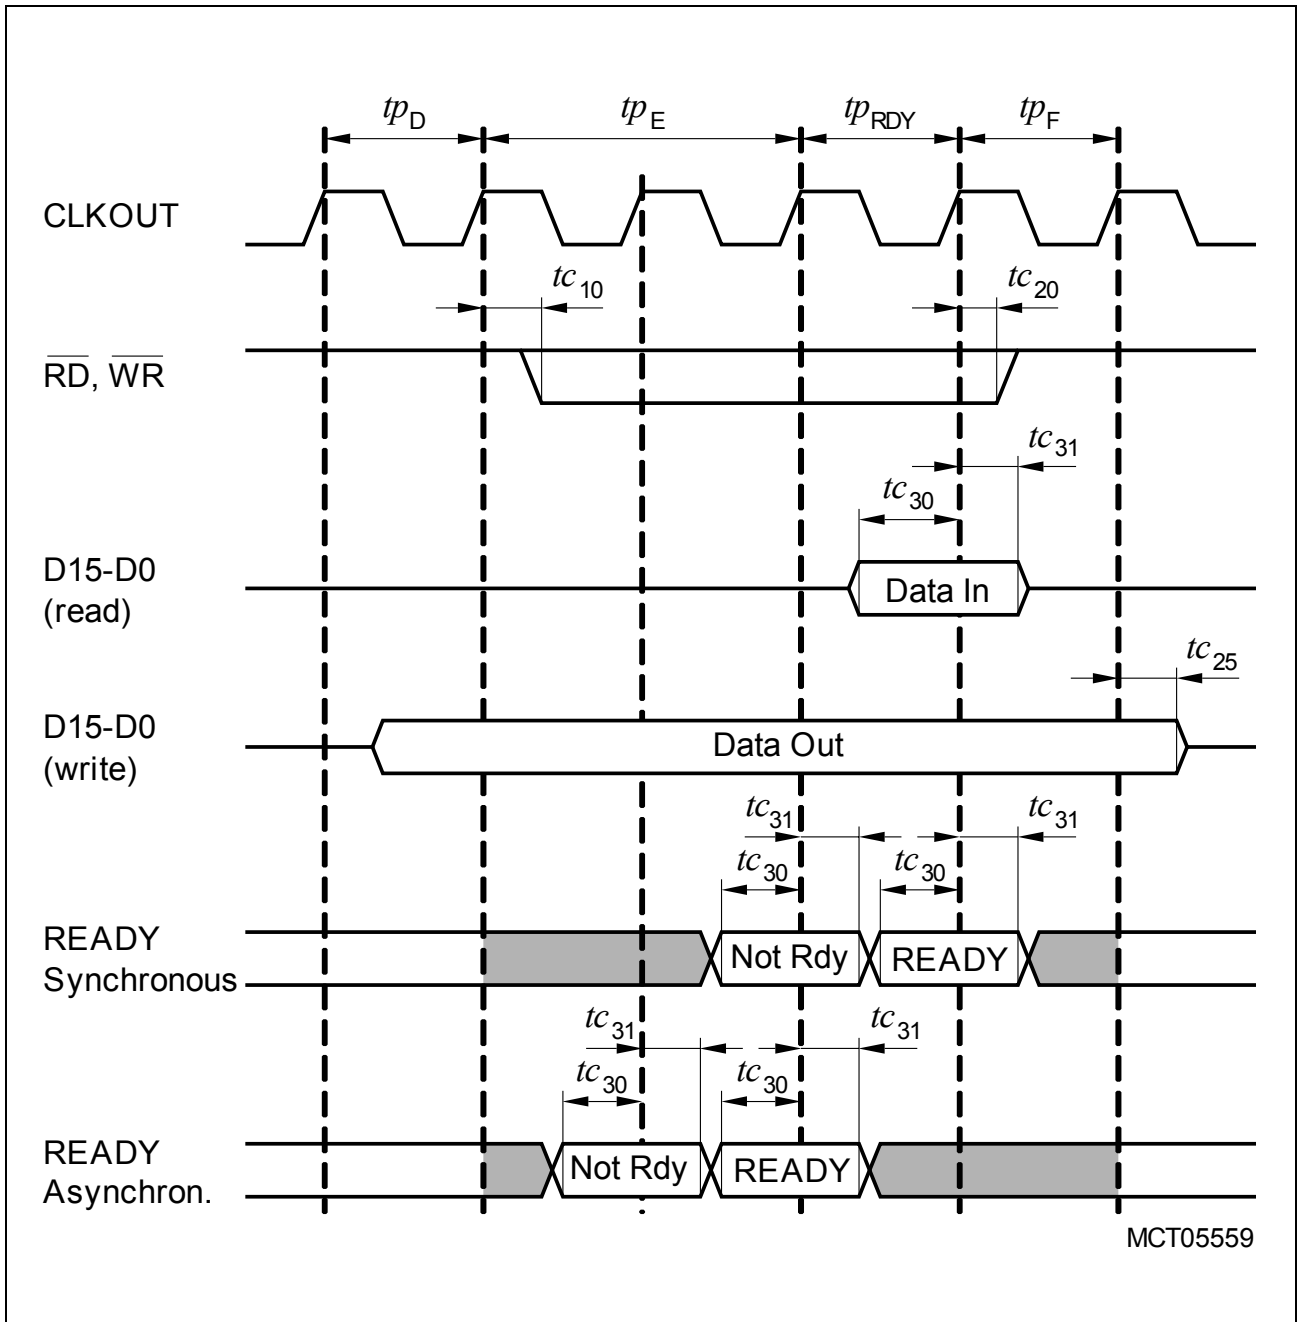 tpD tpE tpRDY tpF
CLKOUT
tc10 tc20
RD, WR
tc31
tc30
D15-D0
(read)
Data In
tc25
D15-D0
(write)
Data Out
tc31 tc31
tc30 tc30
READY
Synchronous
Not Rdy READY
tc31 tc31
tc30 tc30
READY
Asynchron.
Not Rdy READY
MCT05559